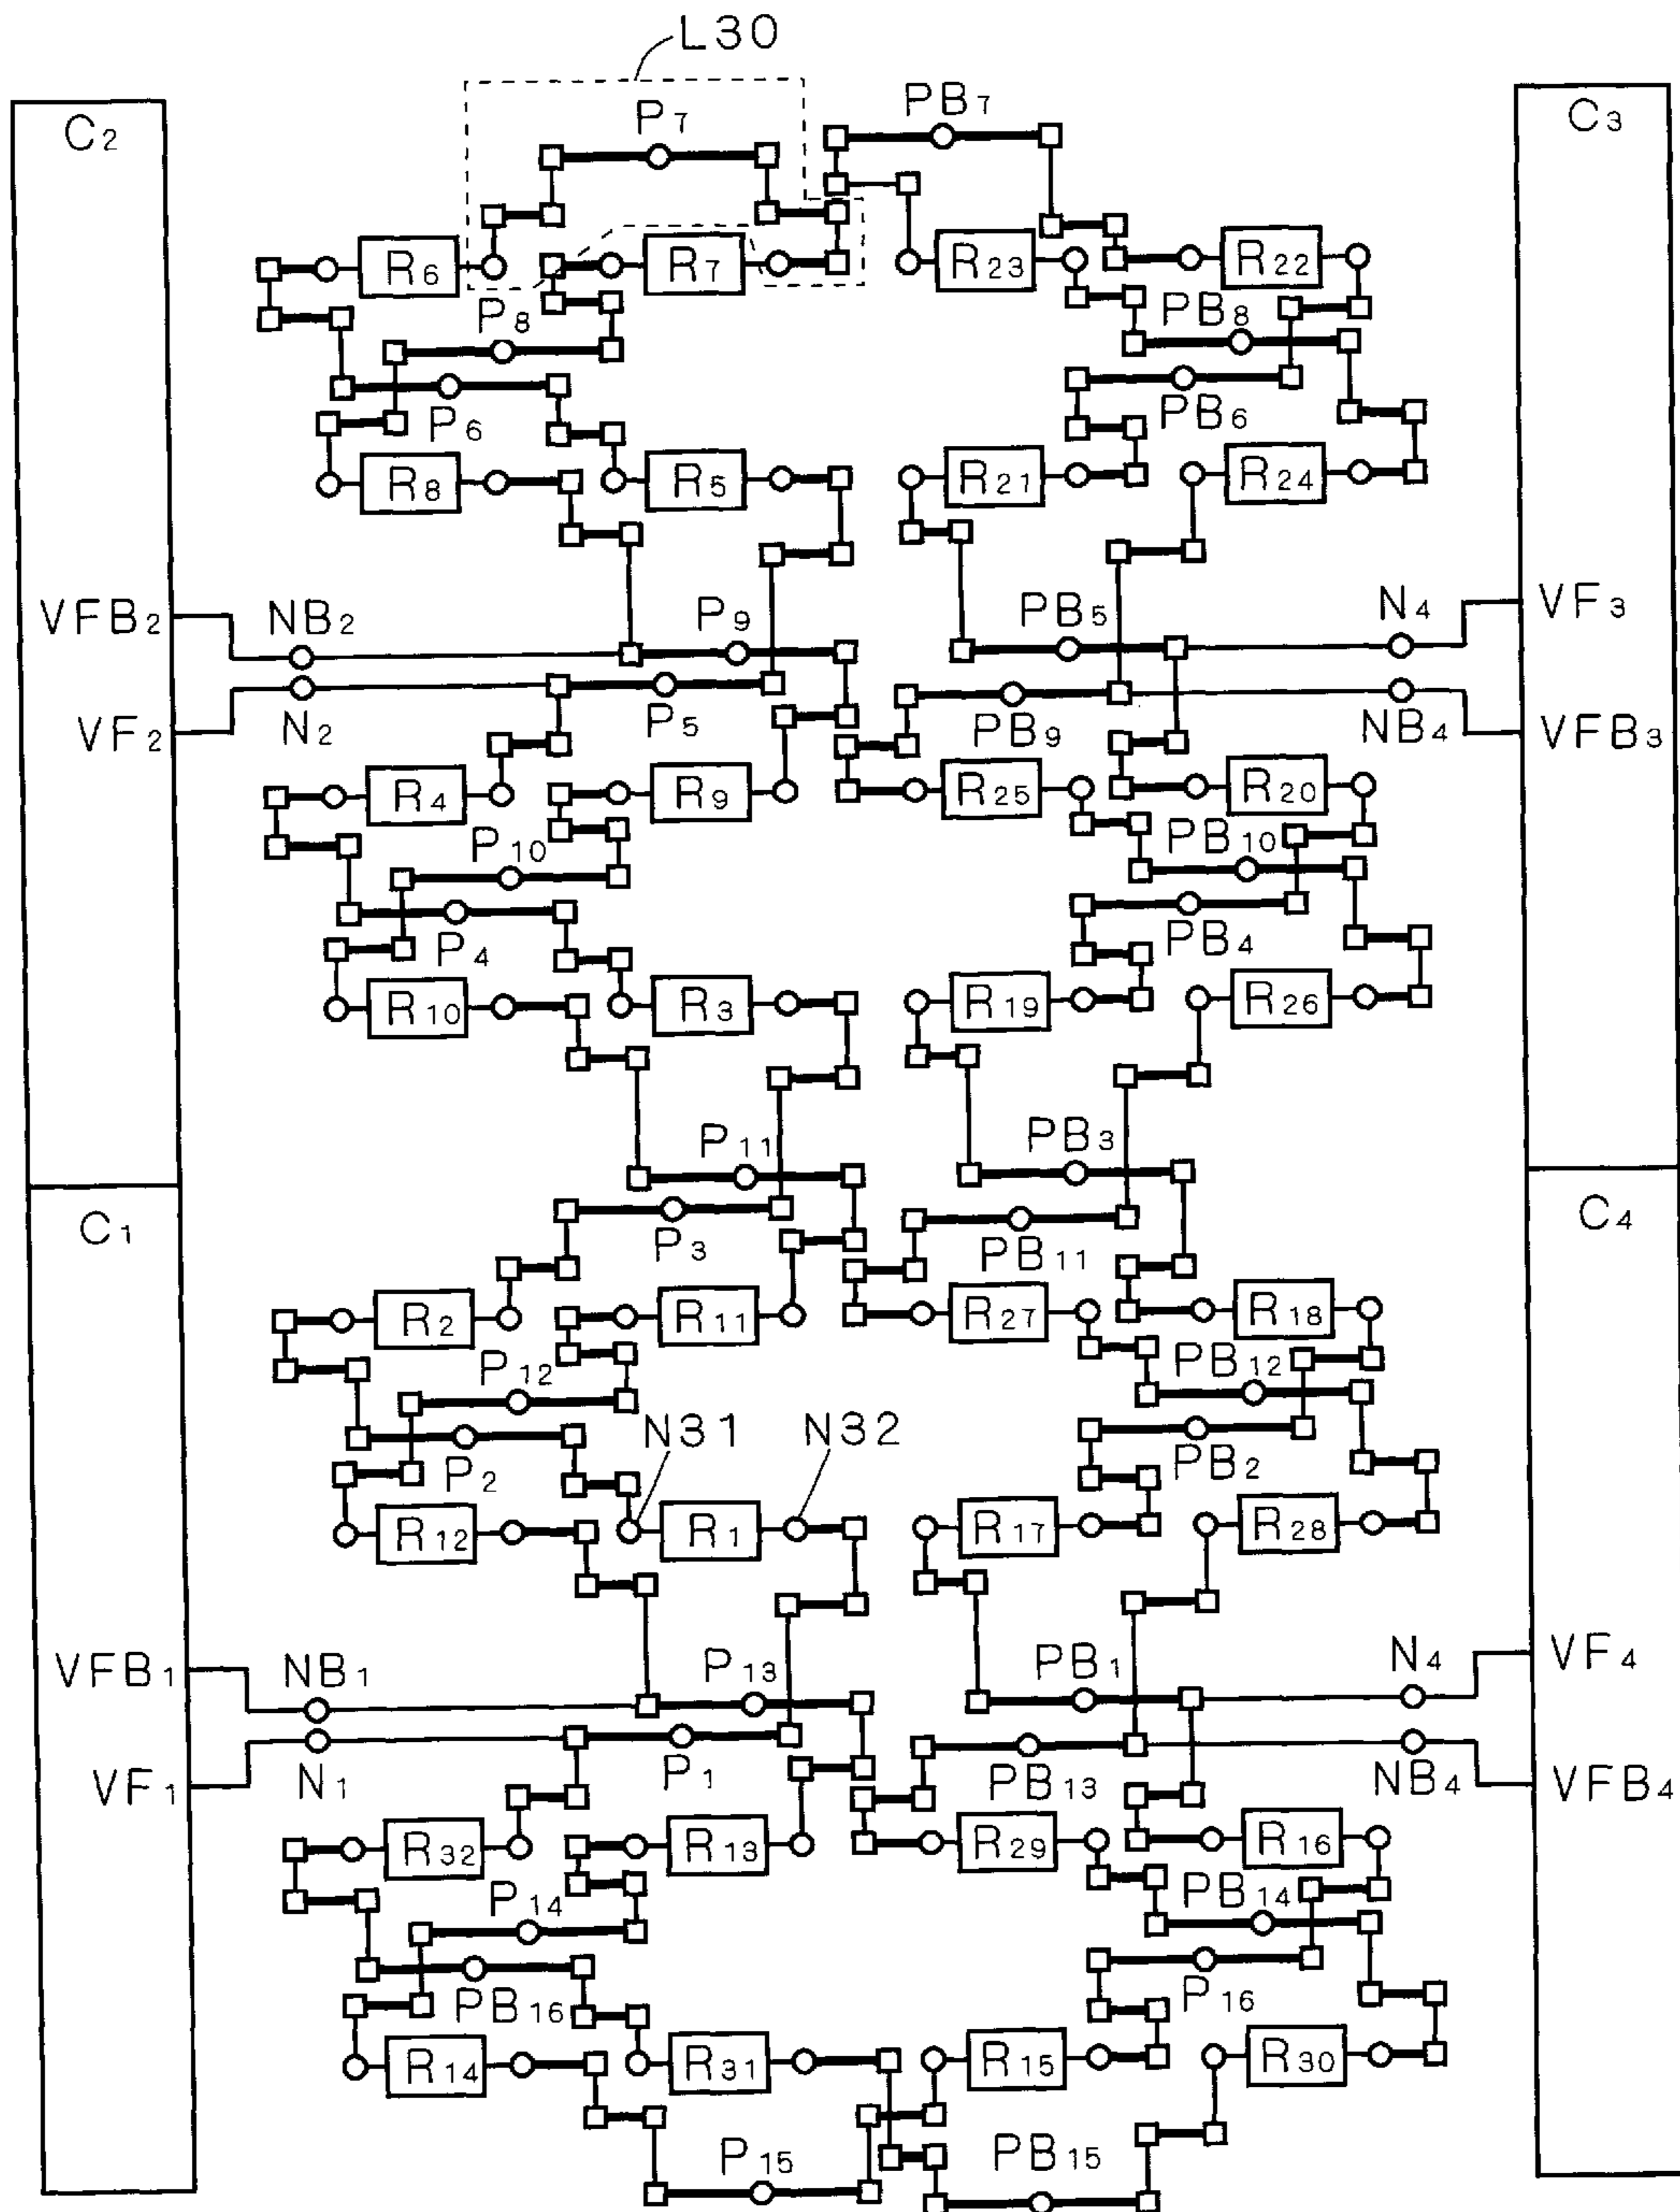 L30
C2
P7
PB7
C3
R6
R7
R23
R22
P8
PB8
P6
PB6
R8
R5
R21
R24
VFB2
NB2
P9
PB5
N4
VF3
VF2
N2
P5
PB9
NB4
VFB3
R4
R9
R25
R20
P10
PB10
P4
PB4
R10
R3
R19
R26
P11
PB3
C1
P3
PB11
C4
R2
R11
R27
R18
P12
PB12
N31
N32
P2
PB2
R12
R1
R17
R28
VFB1
NB1
P13
PB1
N4
VF4
VF1
N1
P1
PB13
NB4
VFB4
R32
R13
R29
R16
P14
PB14
PB16
P16
R14
R31
R15
R30
P15
PB15